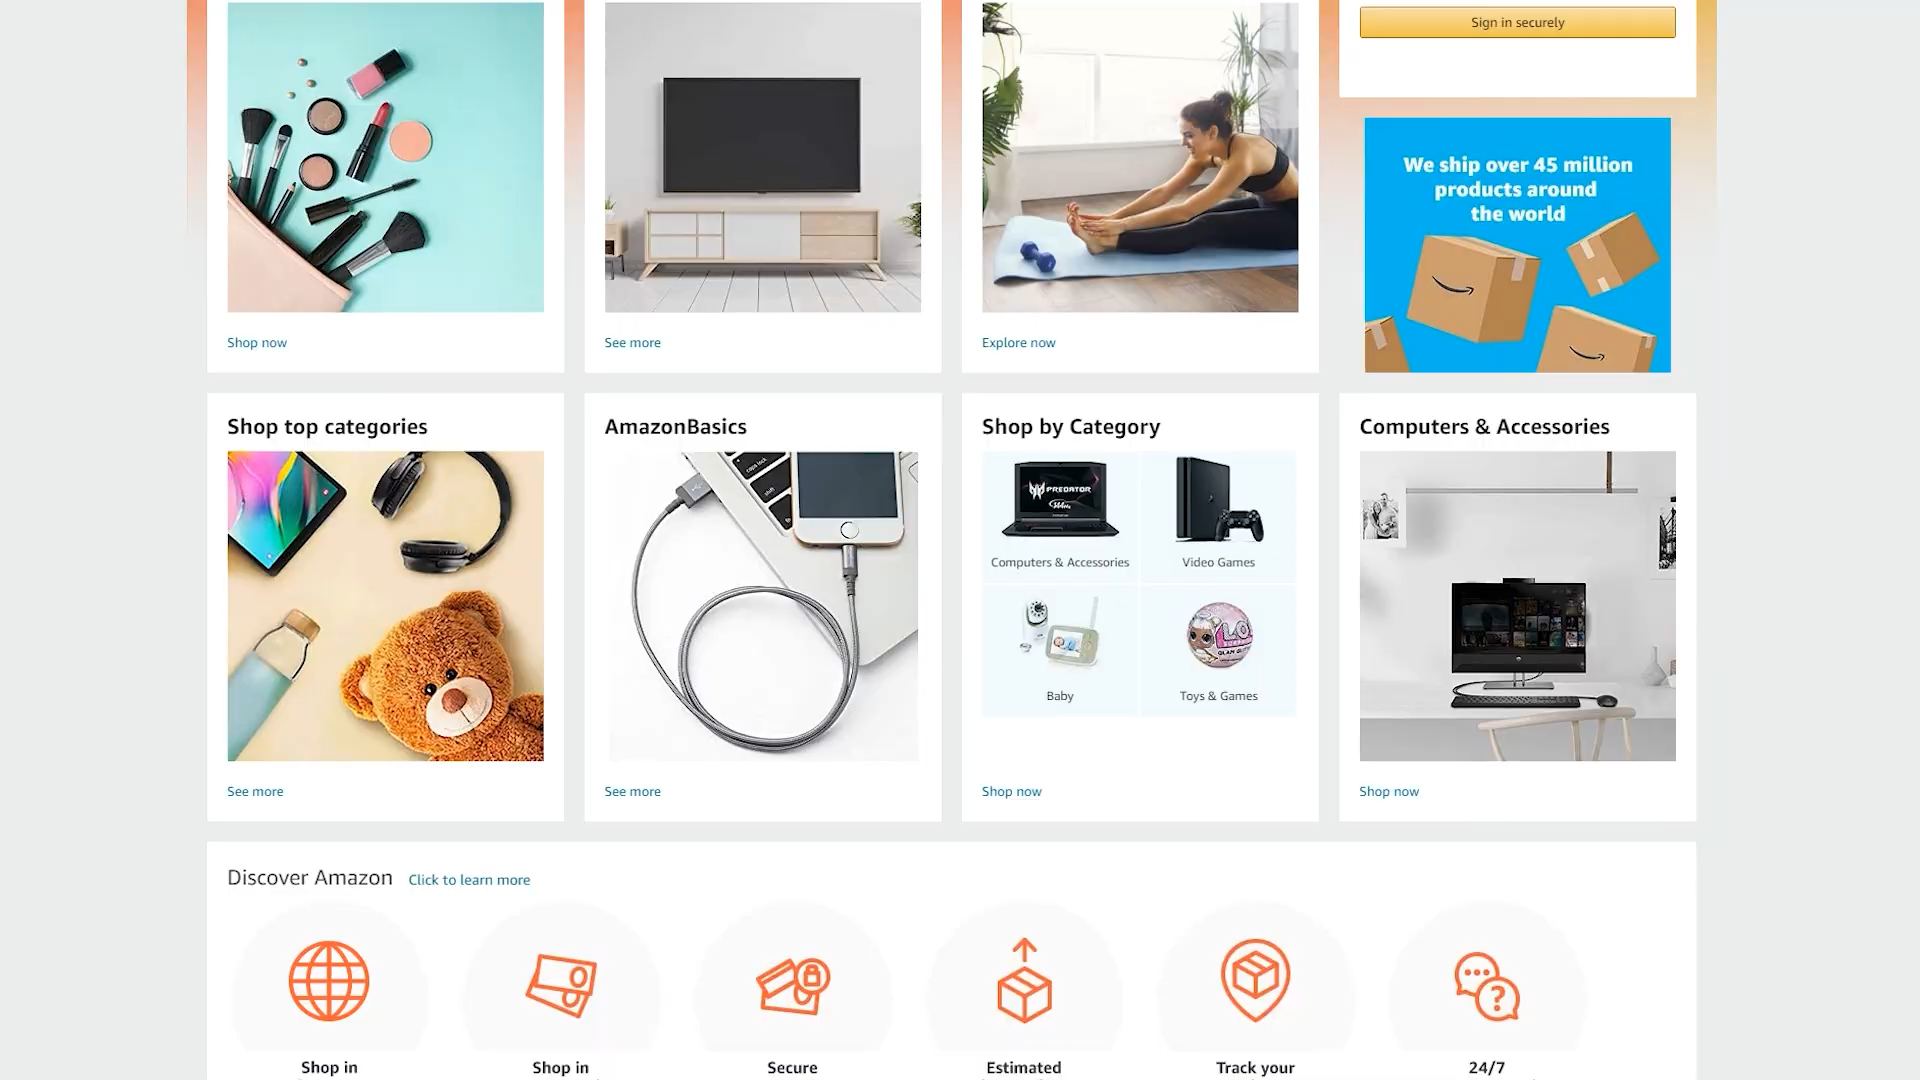 Sign in securely
We ship over 45 million
products around
the world
Shop now
See more
Explore now
Shop top categories
AmazonBasics
Shop by Category
Computers & Accessories
caps lock
shift
PREDATOR
Computers & Accessories
Video Games
L.O.L.
Baby
Toys & Games
See more
See more
Shop now
Shop now
Discover Amazon Click to learn more
Shop in
Shop in
Secure
Estimated
Track your
24/7